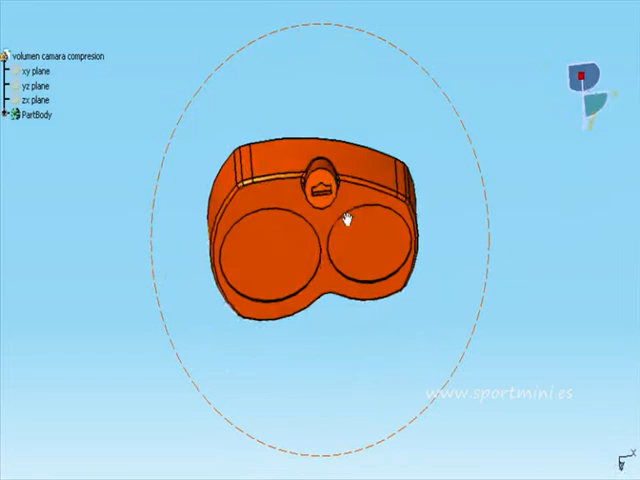 volumen camara compresion
xy plane
yz plane
zx plane
PartBody
www.sportmini.es
X